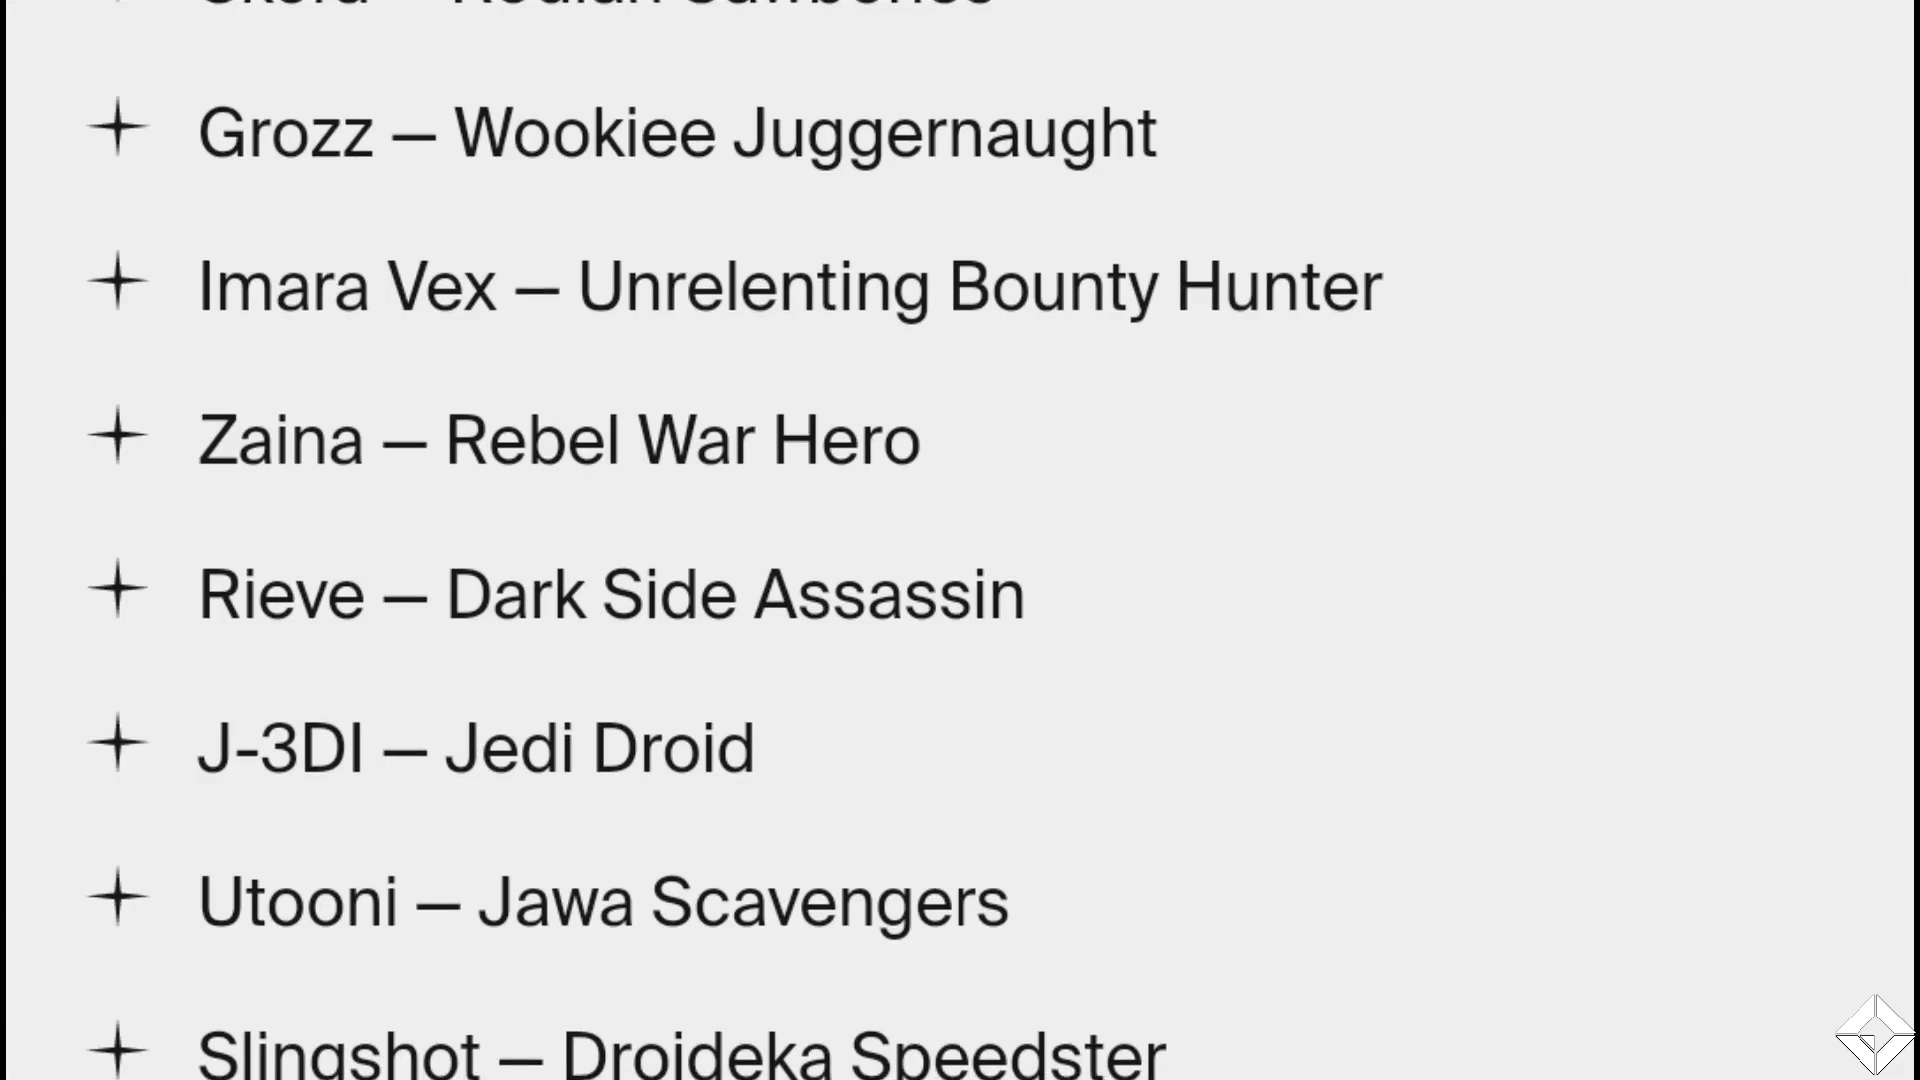 Grozz — Wookiee Juggernaught
Imara Vex — Unrelenting Bounty Hunter
Zaina — Rebel War Hero
Rieve — Dark Side Assassin
J-3DI — Jedi Droid
Utooni — Jawa Scavengers
Slingshot — Droideka Speedster